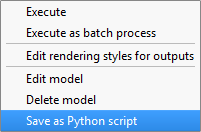 Execute
Execute as batch process
Edit rendering styles for outputs
Edit model
Delete model
Save as Python script